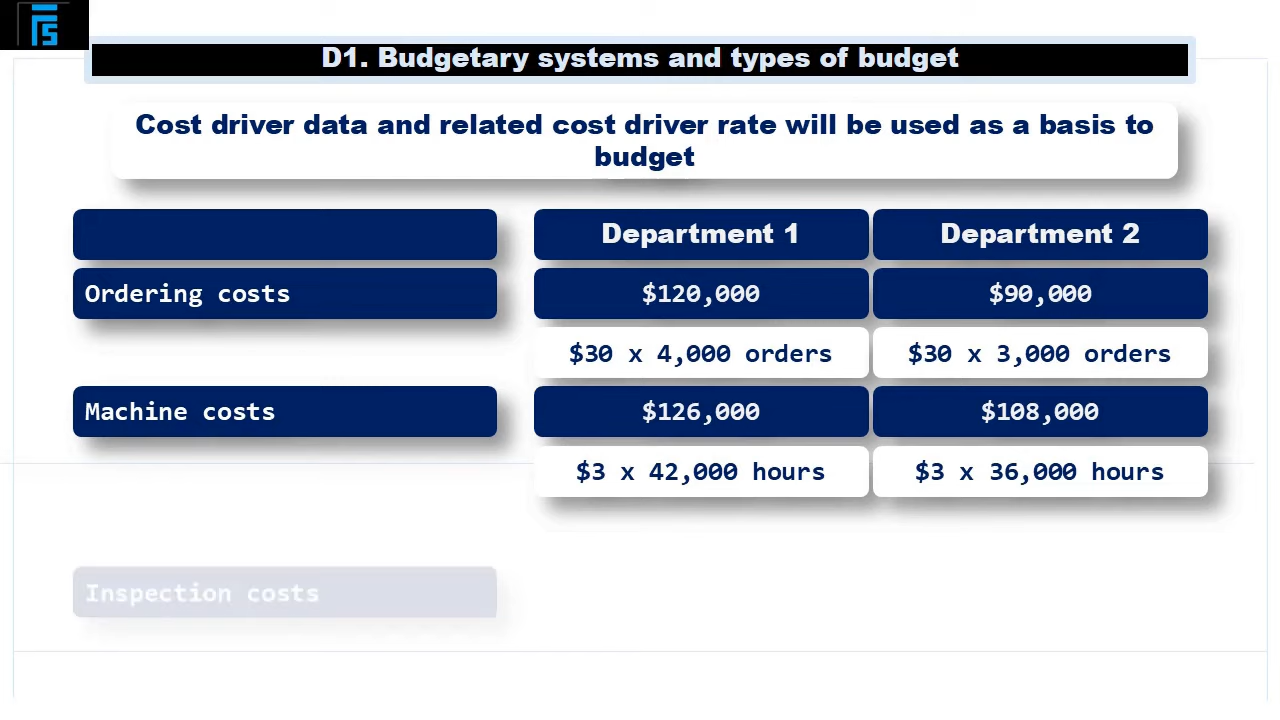 FTS
D1. Budgetary systems and types of budget
Cost driver data and related cost driver rate will be used as a basis to
budget
Department 1 Department 2
Ordering costs $120,000 $90,000
$30 x 4,000 orders $30 x 3,000 orders
Machine costs $126,000 $108,000
$3 x 42,000 hours $3 x 36,000 hours
Inspection costs